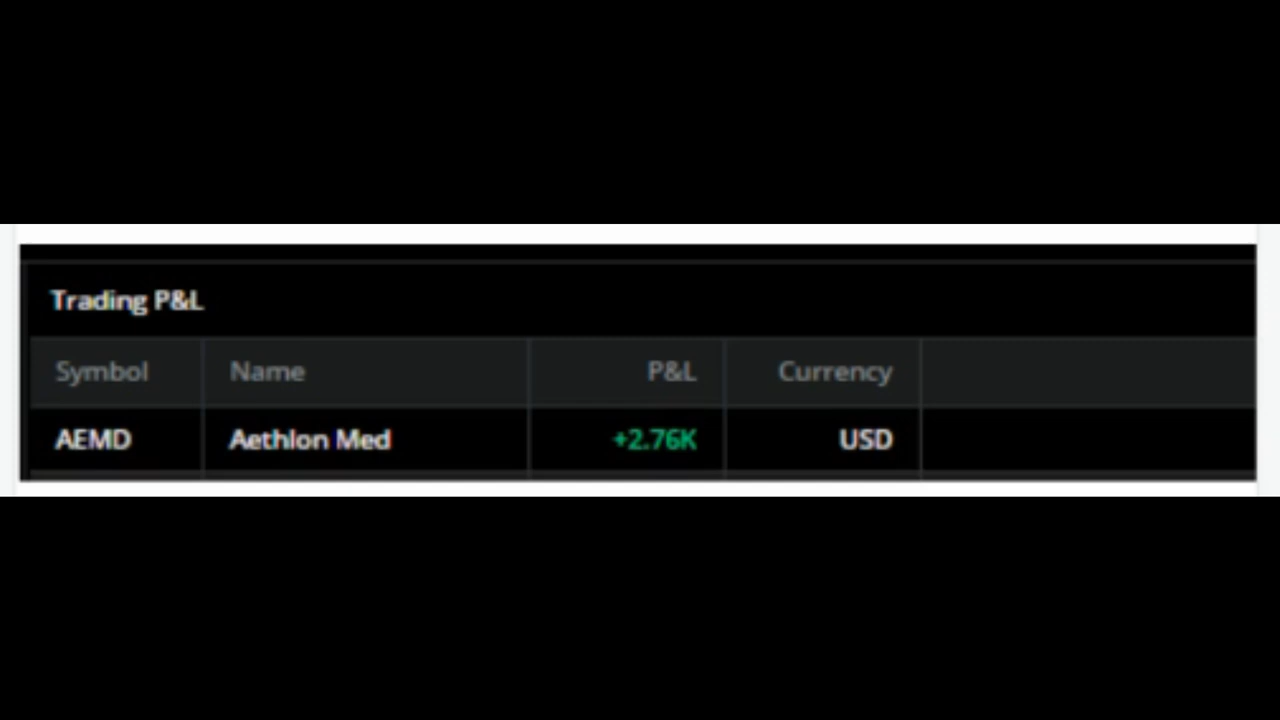 Trading P&L
Symbol Name P&L Currency
AEMD Aethlon Med +2.76K USD